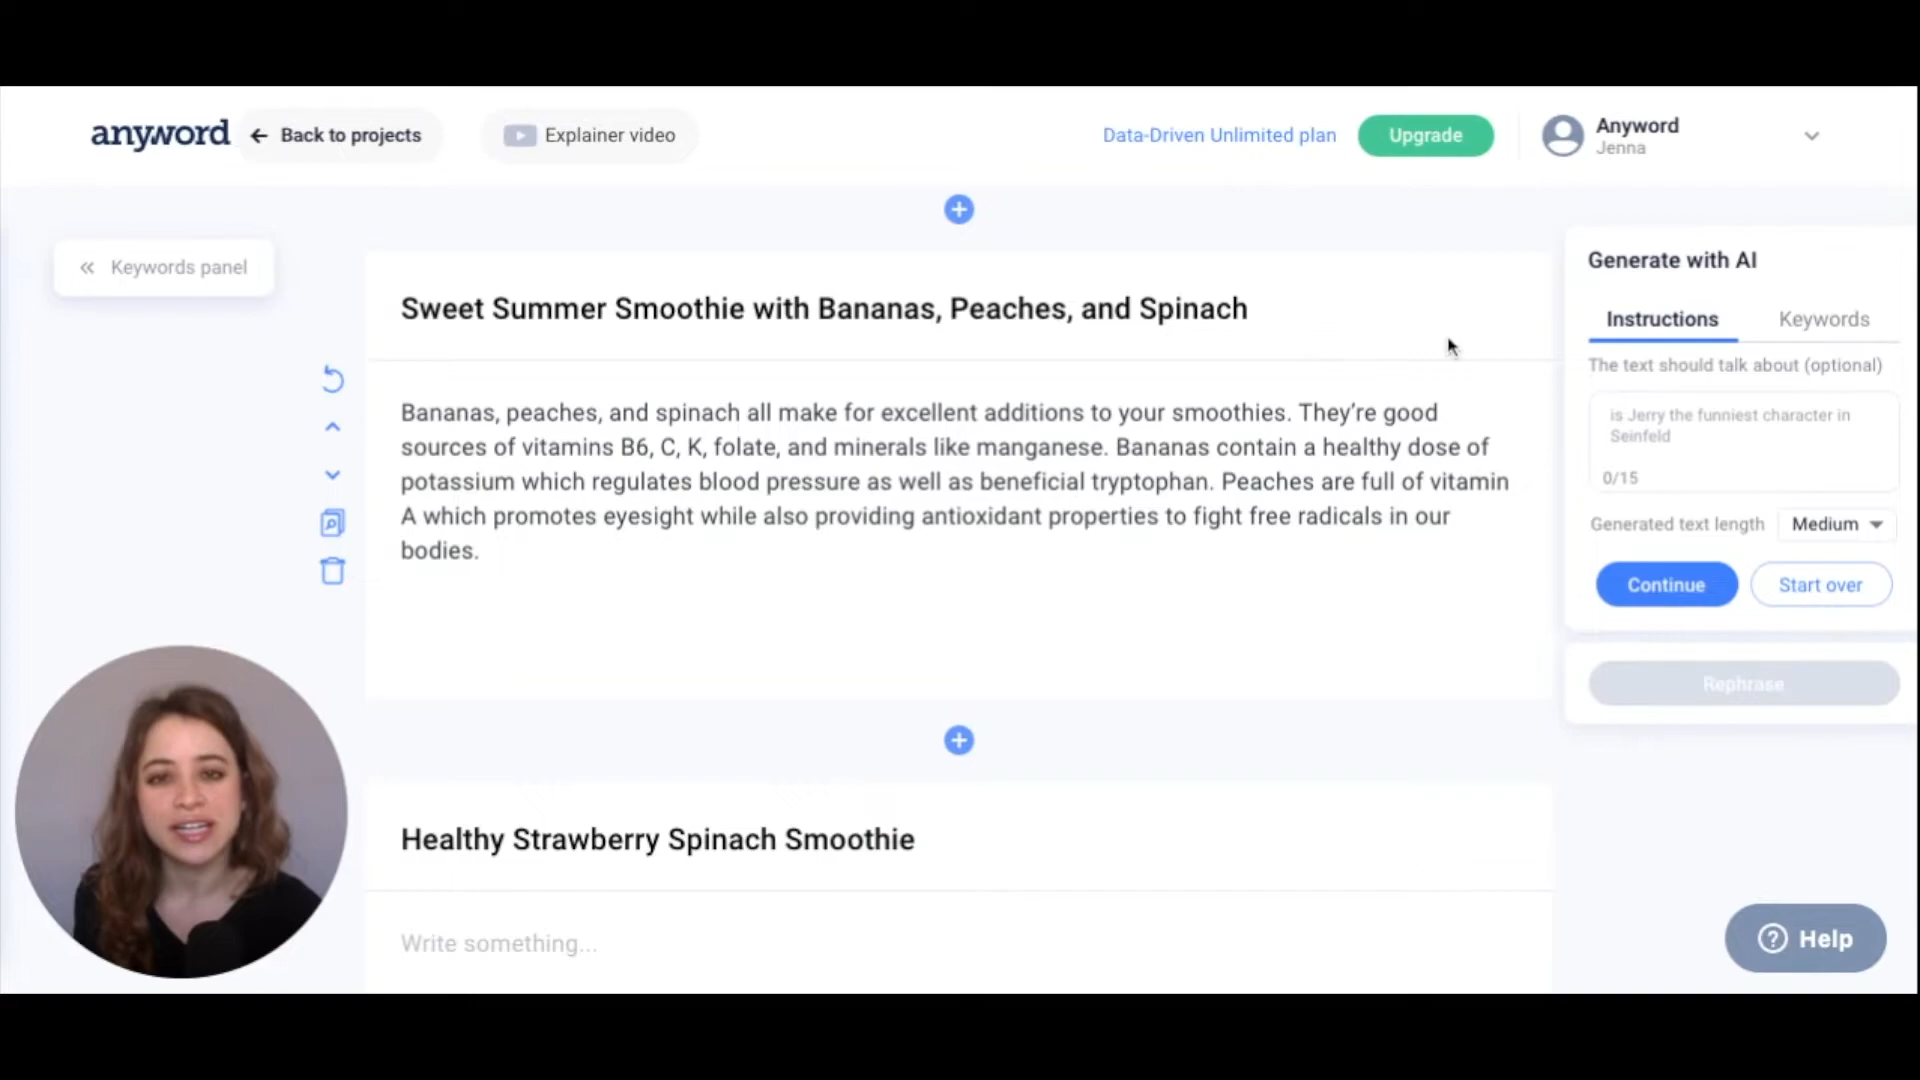 anyword
Back to projects
Explainer video
Data-Driven Unlimited plan
Upgrade
Anyword
Jenna
Keywords panel
Sweet Summer Smoothie with Bananas, Peaches, and Spinach
Bananas, peaches, and spinach all make for excellent additions to your smoothies. They’re good
sources of vitamins B6, C, K, folate, and minerals like manganese. Bananas contain a healthy dose of
potassium which regulates blood pressure as well as beneficial tryptophan. Peaches are full of vitamin
A which promotes eyesight while also providing antioxidant properties to fight free radicals in our
bodies.
Healthy Strawberry Spinach Smoothie
Write something...
Generate with AI
Instructions
Keywords
The text should talk about (optional)
is Jerry the funniest character in
Seinfeld
0/15
Generated text length
Medium
Continue
Start over
Rephrase
Help